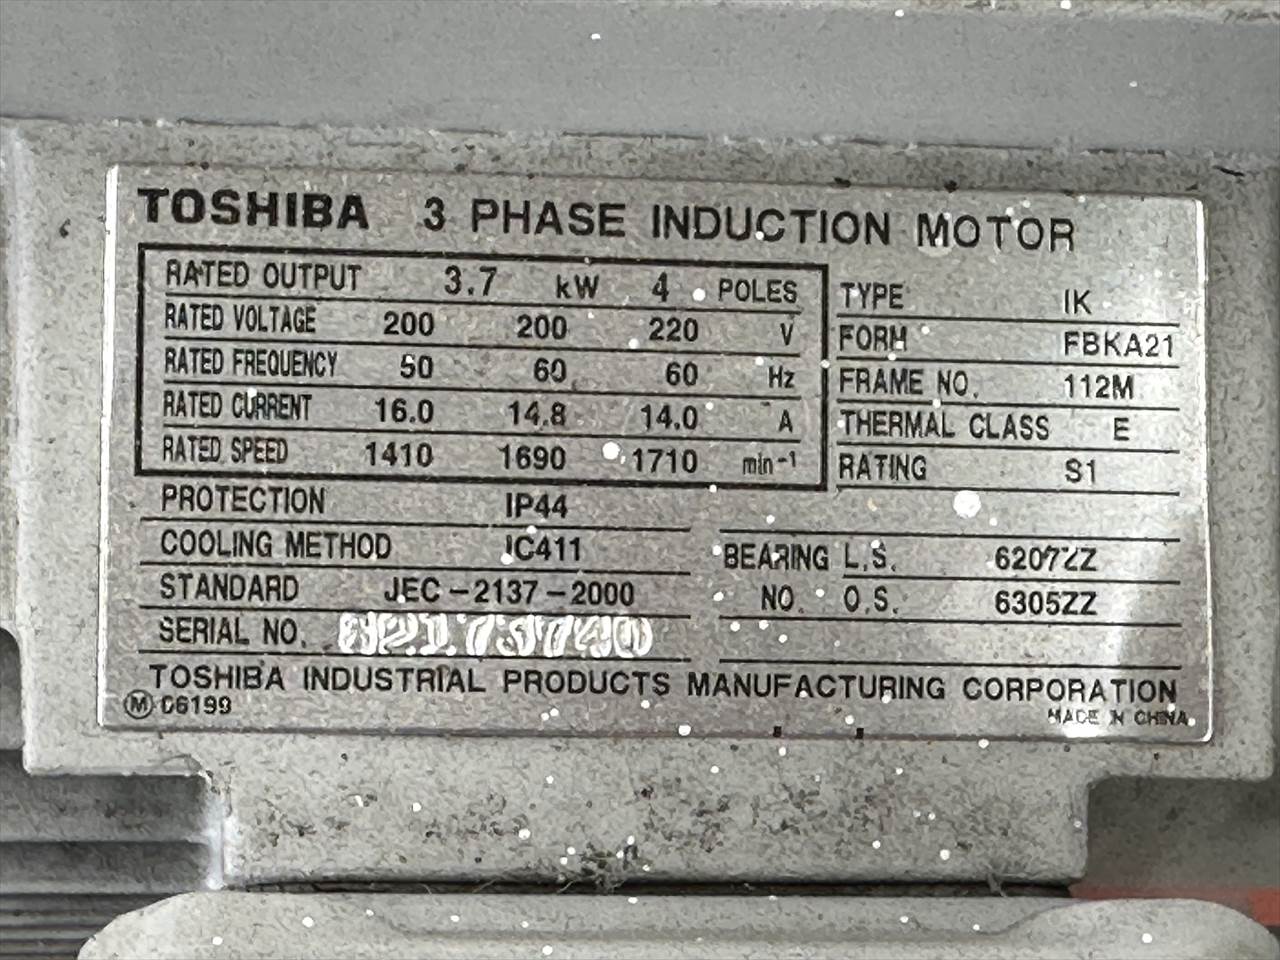 TOSHIBA 3 PHASE INDUCTION MOTOR
RATED OUTPUT 3.7 kW 4 POLES
RATED VOLTAGE 200 200 220 V
RATED FREQUENCY 50 60 60 Hz
RATED CURRENT 16.0 14.8 14.0 A
RATED SPEED 1410 1690 1710 min-1
TYPE IK
FORM FBKA21
FRAME NO. 112M
THERMAL CLASS E
RATING S1
PROTECTION IP44
COOLING METHOD IC411
STANDARD JEC-2137-2000
SERIAL NO.
BEARING L.S. 6207ZZ
NO. O.S. 6305ZZ
TOSHIBA INDUSTRIAL PRODUCTS MANUFACTURING CORPORATION
Ⓜ 06199
MADE IN CHINA